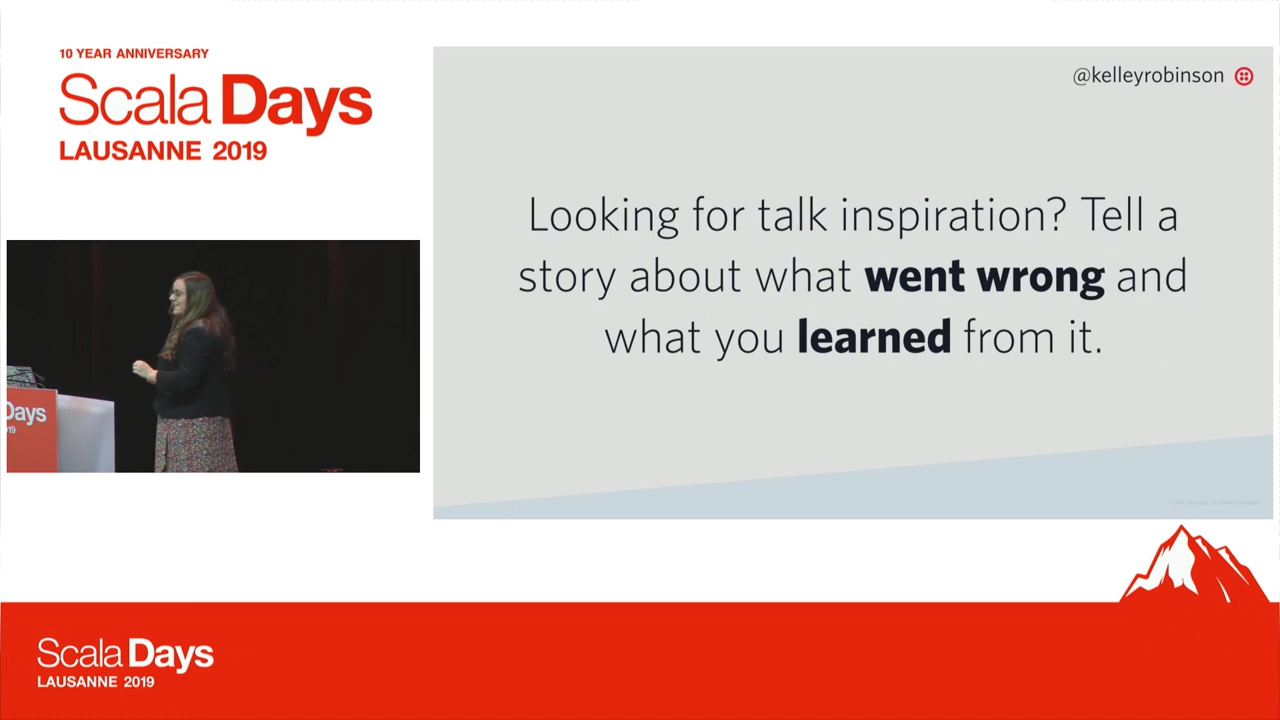 10 YEAR ANNIVERSARY
Scala Days
LAUSANNE 2019
@kelleyrobinson
Looking for talk inspiration? Tell a
story about what went wrong and
what you learned from it.
Days
19
Scala Days
LAUSANNE 2019